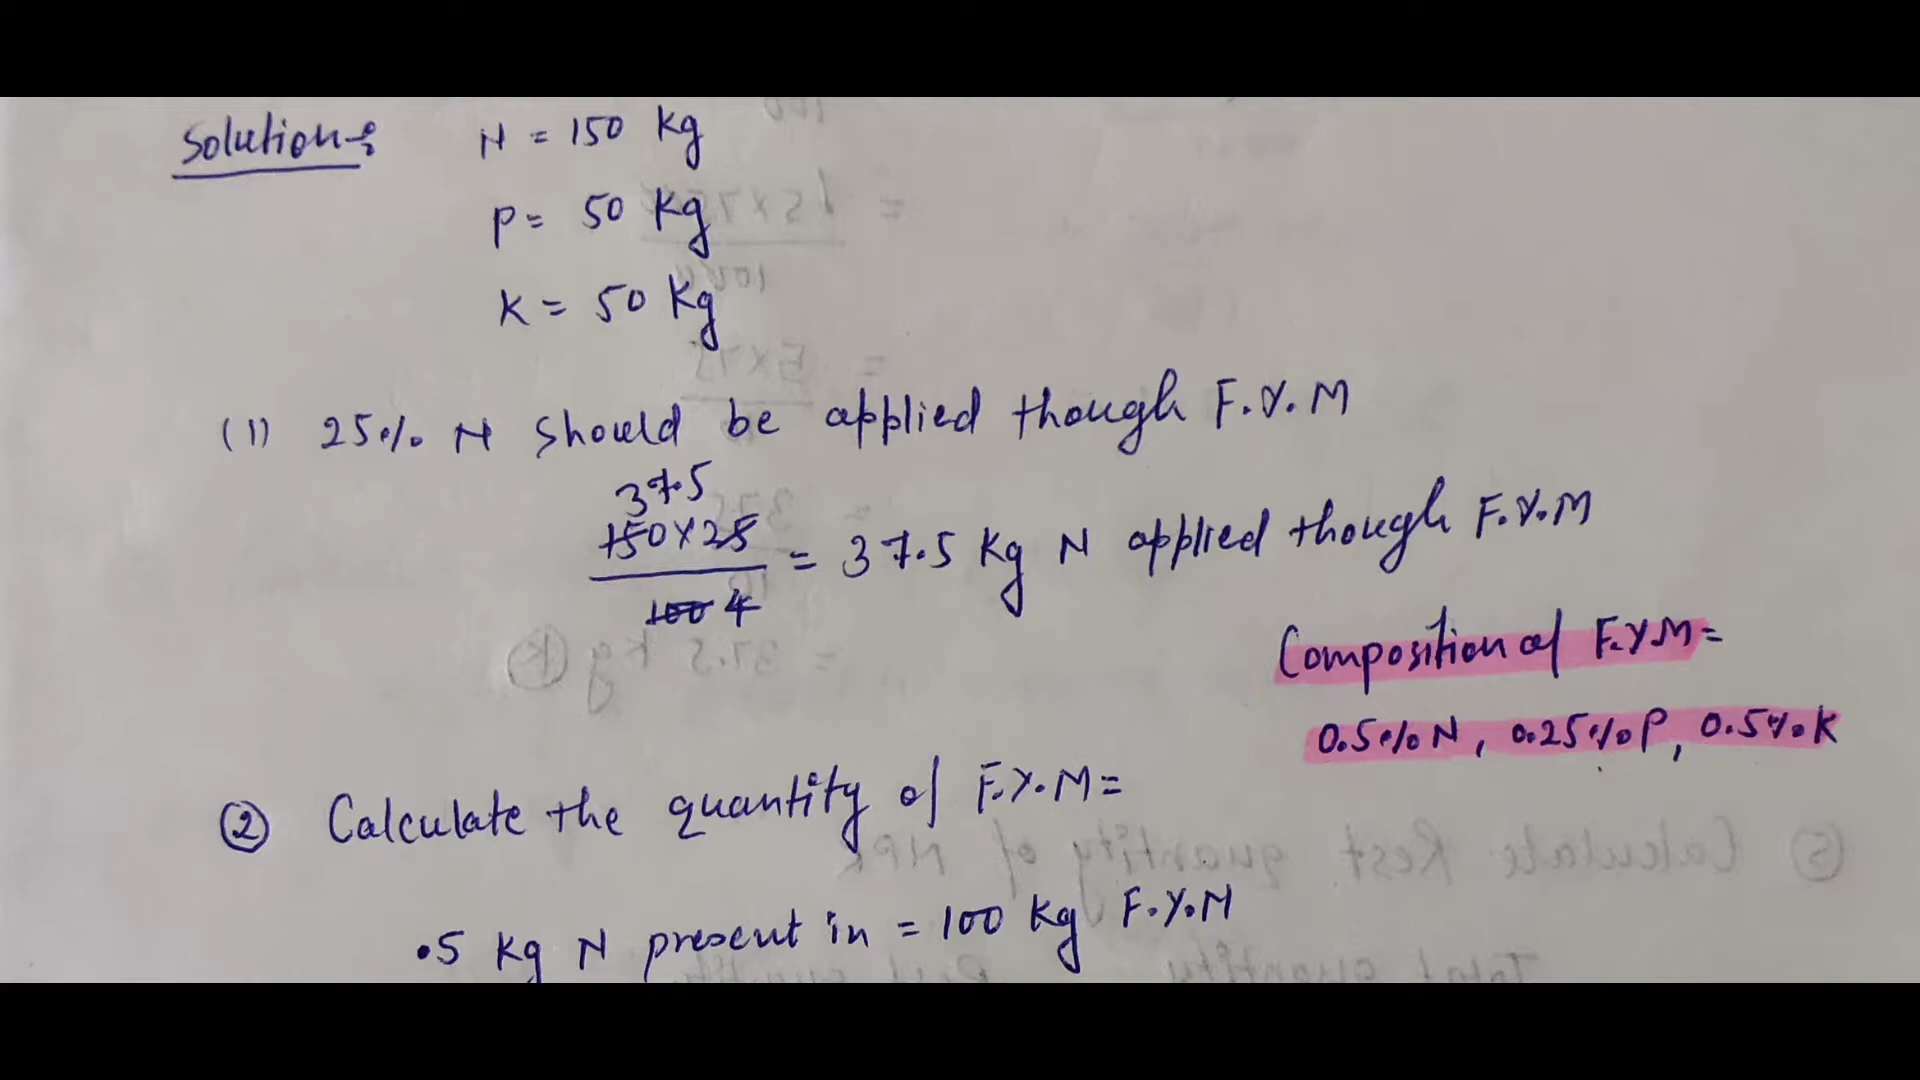 Solution:
N = 150 kg
P = 50 kg
K = 50 kg
(1) 25% N should be applied though F.Y.M
37.5
150×25
100 4
= 37.5 kg N applied though F.Y.M
Composition of F.Y.M =
0.5% N, 0.25% P, 0.5% K
② Calculate the quantity of F.Y.M =
.5 kg N present in = 100 kg F.Y.M